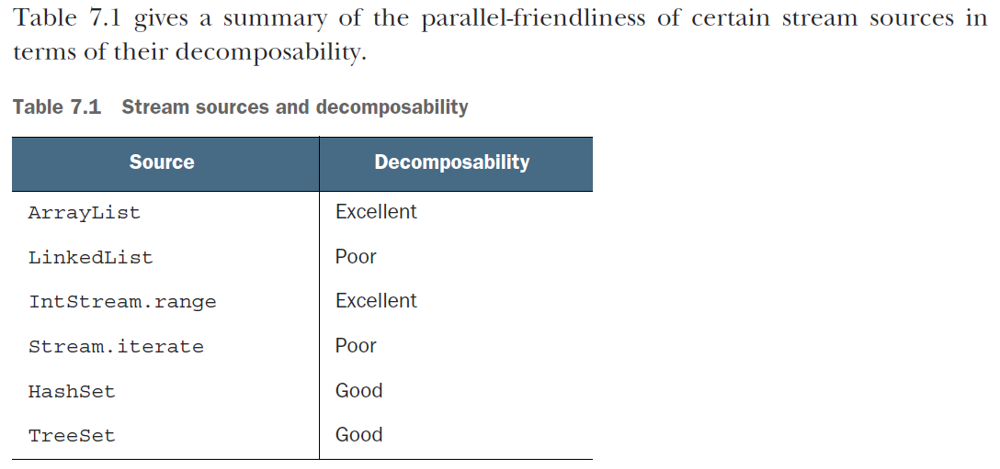 Table 7.1 gives a summary of the parallel-friendliness of certain stream sources in
terms of their decomposability.
Table 7.1 Stream sources and decomposability
Source Decomposability
ArrayList Excellent
LinkedList Poor
IntStream.range Excellent
Stream.iterate Poor
HashSet Good
TreeSet Good